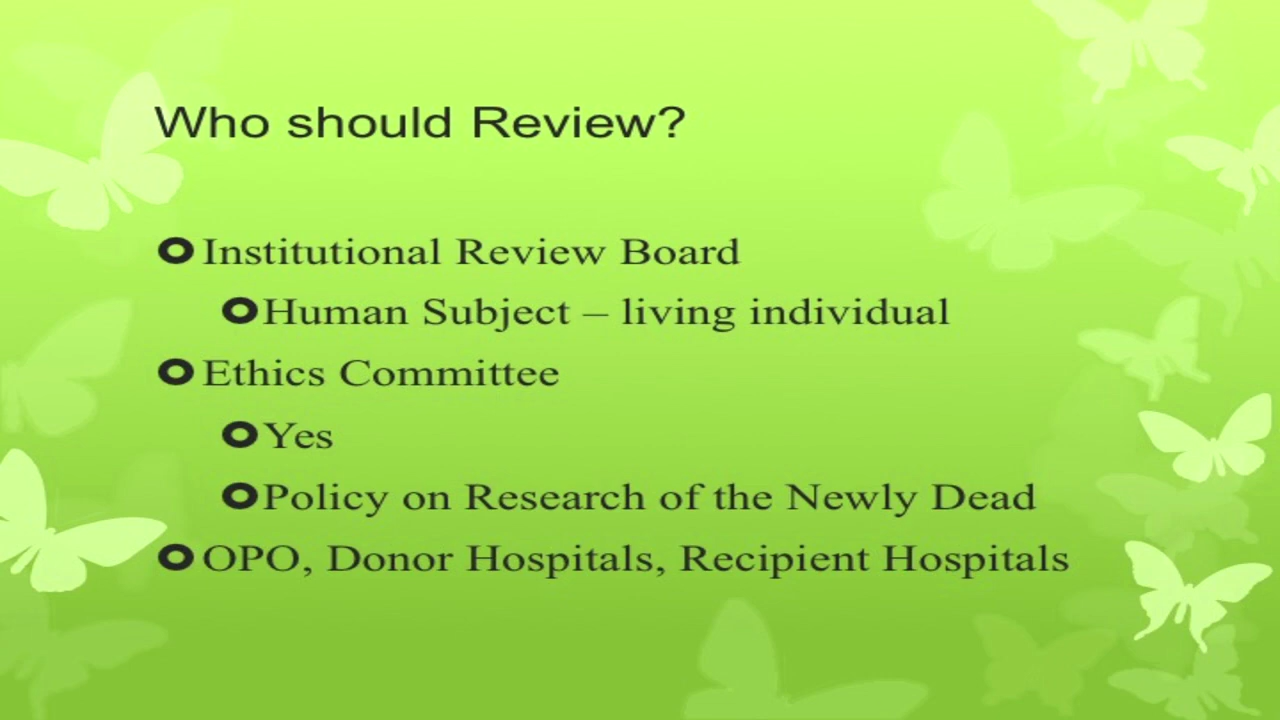 Who should Review?
Institutional Review Board
Human Subject – living individual
Ethics Committee
Yes
Policy on Research of the Newly Dead
OPO, Donor Hospitals, Recipient Hospitals